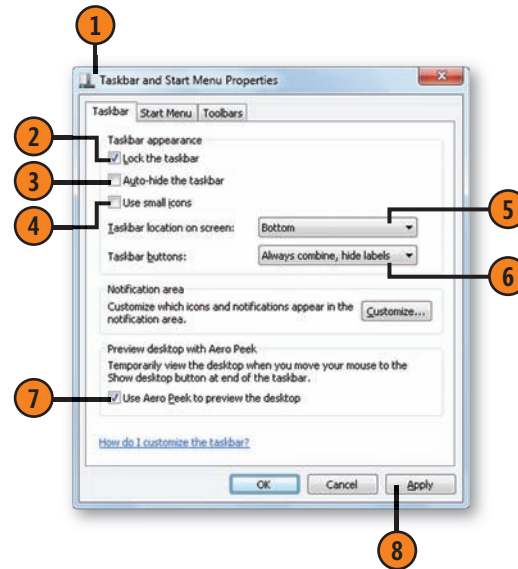 1
Taskbar and Start Menu Properties
Taskbar Start Menu Toolbars
Taskbar appearance
2
Lock the taskbar
3
Auto-hide the taskbar
4
Use small icons
5
Taskbar location on screen: Bottom
6
Taskbar buttons: Always combine, hide labels
Notification area
Customize which icons and notifications appear in the
notification area.
Customize...
Preview desktop with Aero Peek
Temporarily view the desktop when you move your mouse to the
Show desktop button at end of the taskbar.
7
Use Aero Peek to preview the desktop
How do I customize the taskbar?
OK Cancel Apply
8